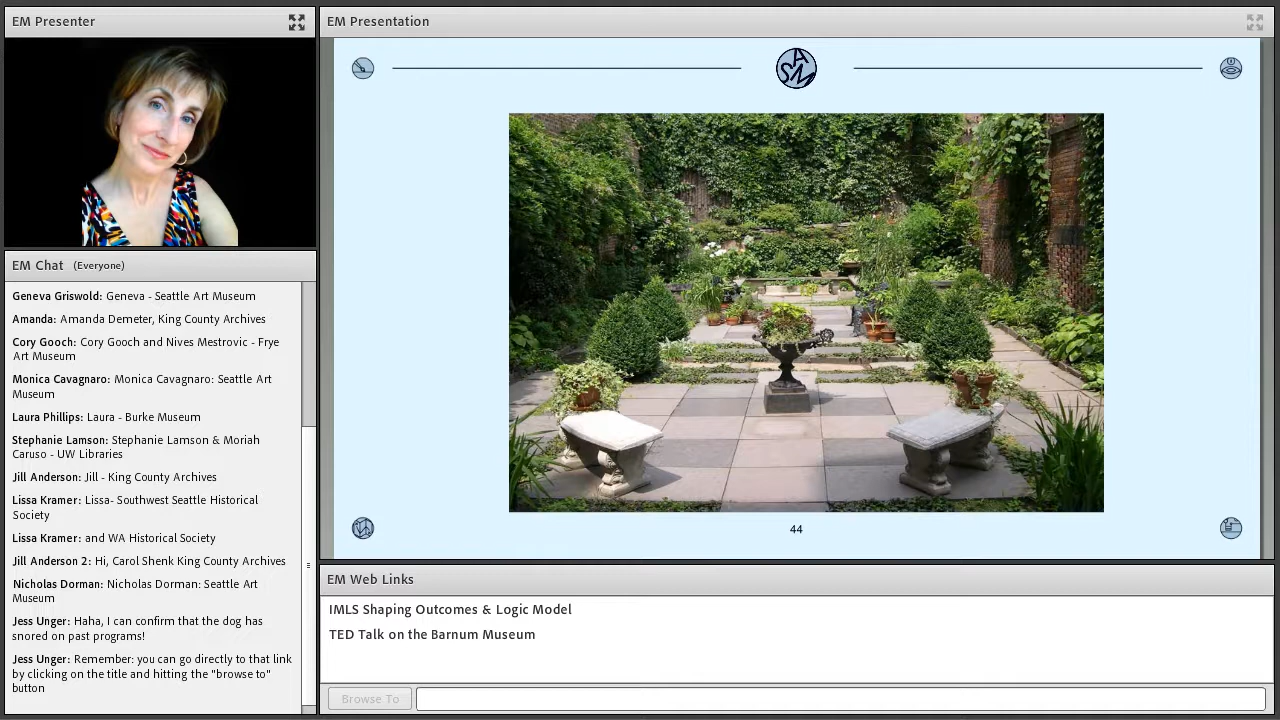 EM Presenter
EM Presentation
ASM
44
EM Chat (Everyone)
Geneva Griswold: Geneva - Seattle Art Museum
Amanda: Amanda Demeter, King County Archives
Cory Gooch: Cory Gooch and Nives Mestrovic - Frye
Art Museum
Monica Cavagnaro: Monica Cavagnaro: Seattle Art
Museum
Laura Phillips: Laura - Burke Museum
Stephanie Lamson: Stephanie Lamson & Moriah
Caruso - UW Libraries
Jill Anderson: Jill - King County Archives
Lissa Kramer: Lissa- Southwest Seattle Historical
Society
Lissa Kramer: and WA Historical Society
Jill Anderson 2: Hi, Carol Shenk King County Archives
Nicholas Dorman: Nicholas Dorman: Seattle Art
Museum
Jess Unger: Haha, I can confirm that the dog has
snored on past programs!
Jess Unger: Remember: you can go directly to that link
by clicking on the title and hitting the "browse to"
button
EM Web Links
IMLS Shaping Outcomes & Logic Model
TED Talk on the Barnum Museum
Browse To